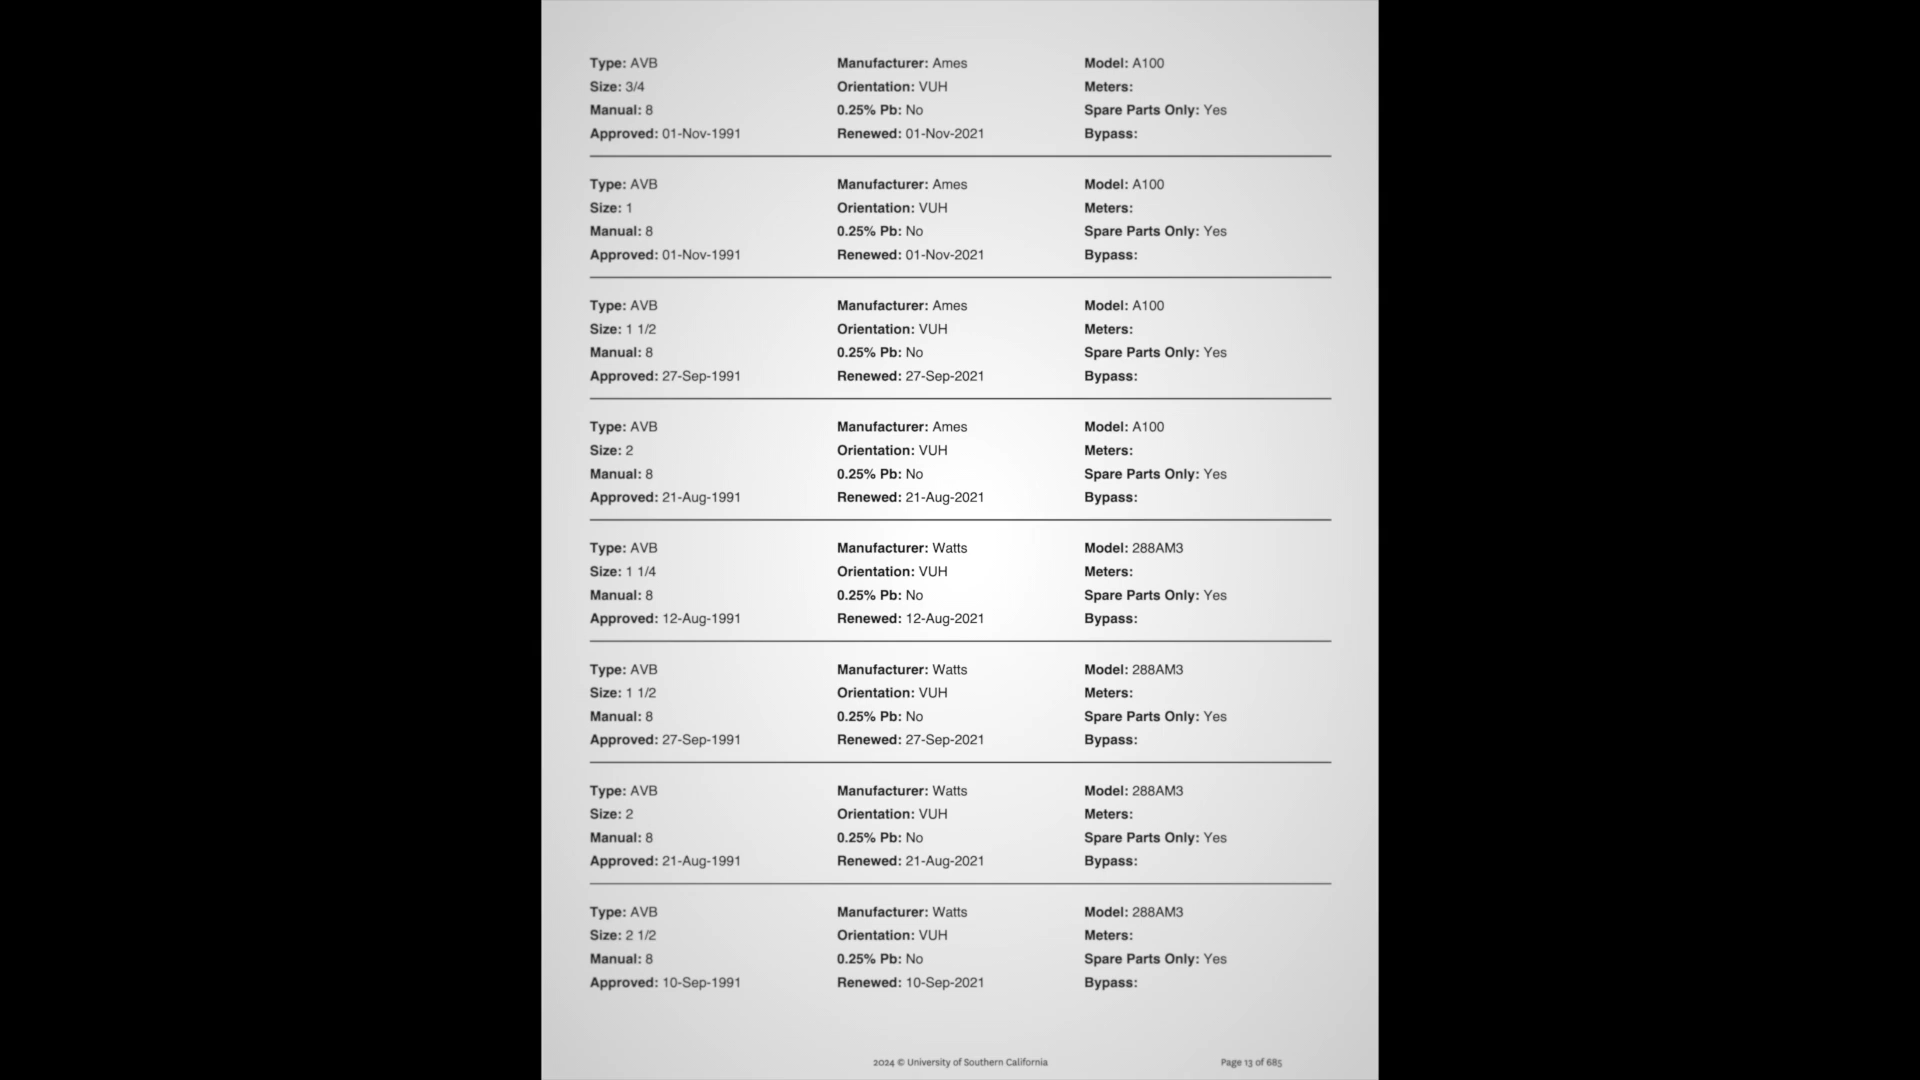 Type: AVB Manufacturer: Ames Model: A100
Size: 3/4 Orientation: VUH Meters:
Manual: 8 0.25% Pb: No Spare Parts Only: Yes
Approved: 01-Nov-1991 Renewed: 01-Nov-2021 Bypass:
Type: AVB Manufacturer: Ames Model: A100
Size: 1 Orientation: VUH Meters:
Manual: 8 0.25% Pb: No Spare Parts Only: Yes
Approved: 01-Nov-1991 Renewed: 01-Nov-2021 Bypass:
Type: AVB Manufacturer: Ames Model: A100
Size: 1 1/2 Orientation: VUH Meters:
Manual: 8 0.25% Pb: No Spare Parts Only: Yes
Approved: 27-Sep-1991 Renewed: 27-Sep-2021 Bypass:
Type: AVB Manufacturer: Ames Model: A100
Size: 2 Orientation: VUH Meters:
Manual: 8 0.25% Pb: No Spare Parts Only: Yes
Approved: 21-Aug-1991 Renewed: 21-Aug-2021 Bypass:
Type: AVB Manufacturer: Watts Model: 288AM3
Size: 1 1/4 Orientation: VUH Meters:
Manual: 8 0.25% Pb: No Spare Parts Only: Yes
Approved: 12-Aug-1991 Renewed: 12-Aug-2021 Bypass:
Type: AVB Manufacturer: Watts Model: 288AM3
Size: 1 1/2 Orientation: VUH Meters:
Manual: 8 0.25% Pb: No Spare Parts Only: Yes
Approved: 27-Sep-1991 Renewed: 27-Sep-2021 Bypass:
Type: AVB Manufacturer: Watts Model: 288AM3
Size: 2 Orientation: VUH Meters:
Manual: 8 0.25% Pb: No Spare Parts Only: Yes
Approved: 21-Aug-1991 Renewed: 21-Aug-2021 Bypass:
Type: AVB Manufacturer: Watts Model: 288AM3
Size: 2 1/2 Orientation: VUH Meters:
Manual: 8 0.25% Pb: No Spare Parts Only: Yes
Approved: 10-Sep-1991 Renewed: 10-Sep-2021 Bypass:
2024 © University of Southern California Page 13 of 685